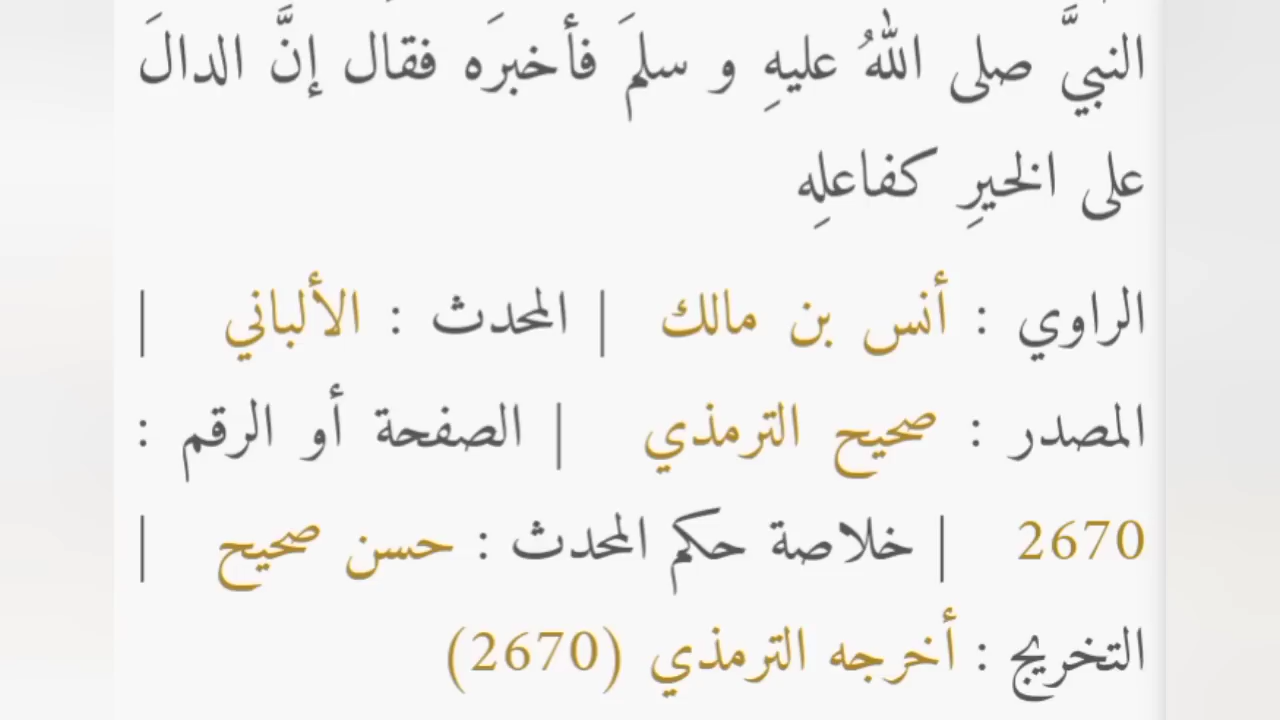 النبيَّ صلى اللهُ عليهِ و سلمَ فأخبرَه فقال إنَّ الدالَ
على الخيرِ كفاعلِه
الراوي : أنس بن مالك | المحدث : الألباني |
المصدر : صحيح الترمذي | الصفحة أو الرقم :
2670 | خلاصة حكم المحدث : حسن صحيح |
التخريج : أخرجه الترمذي (2670)